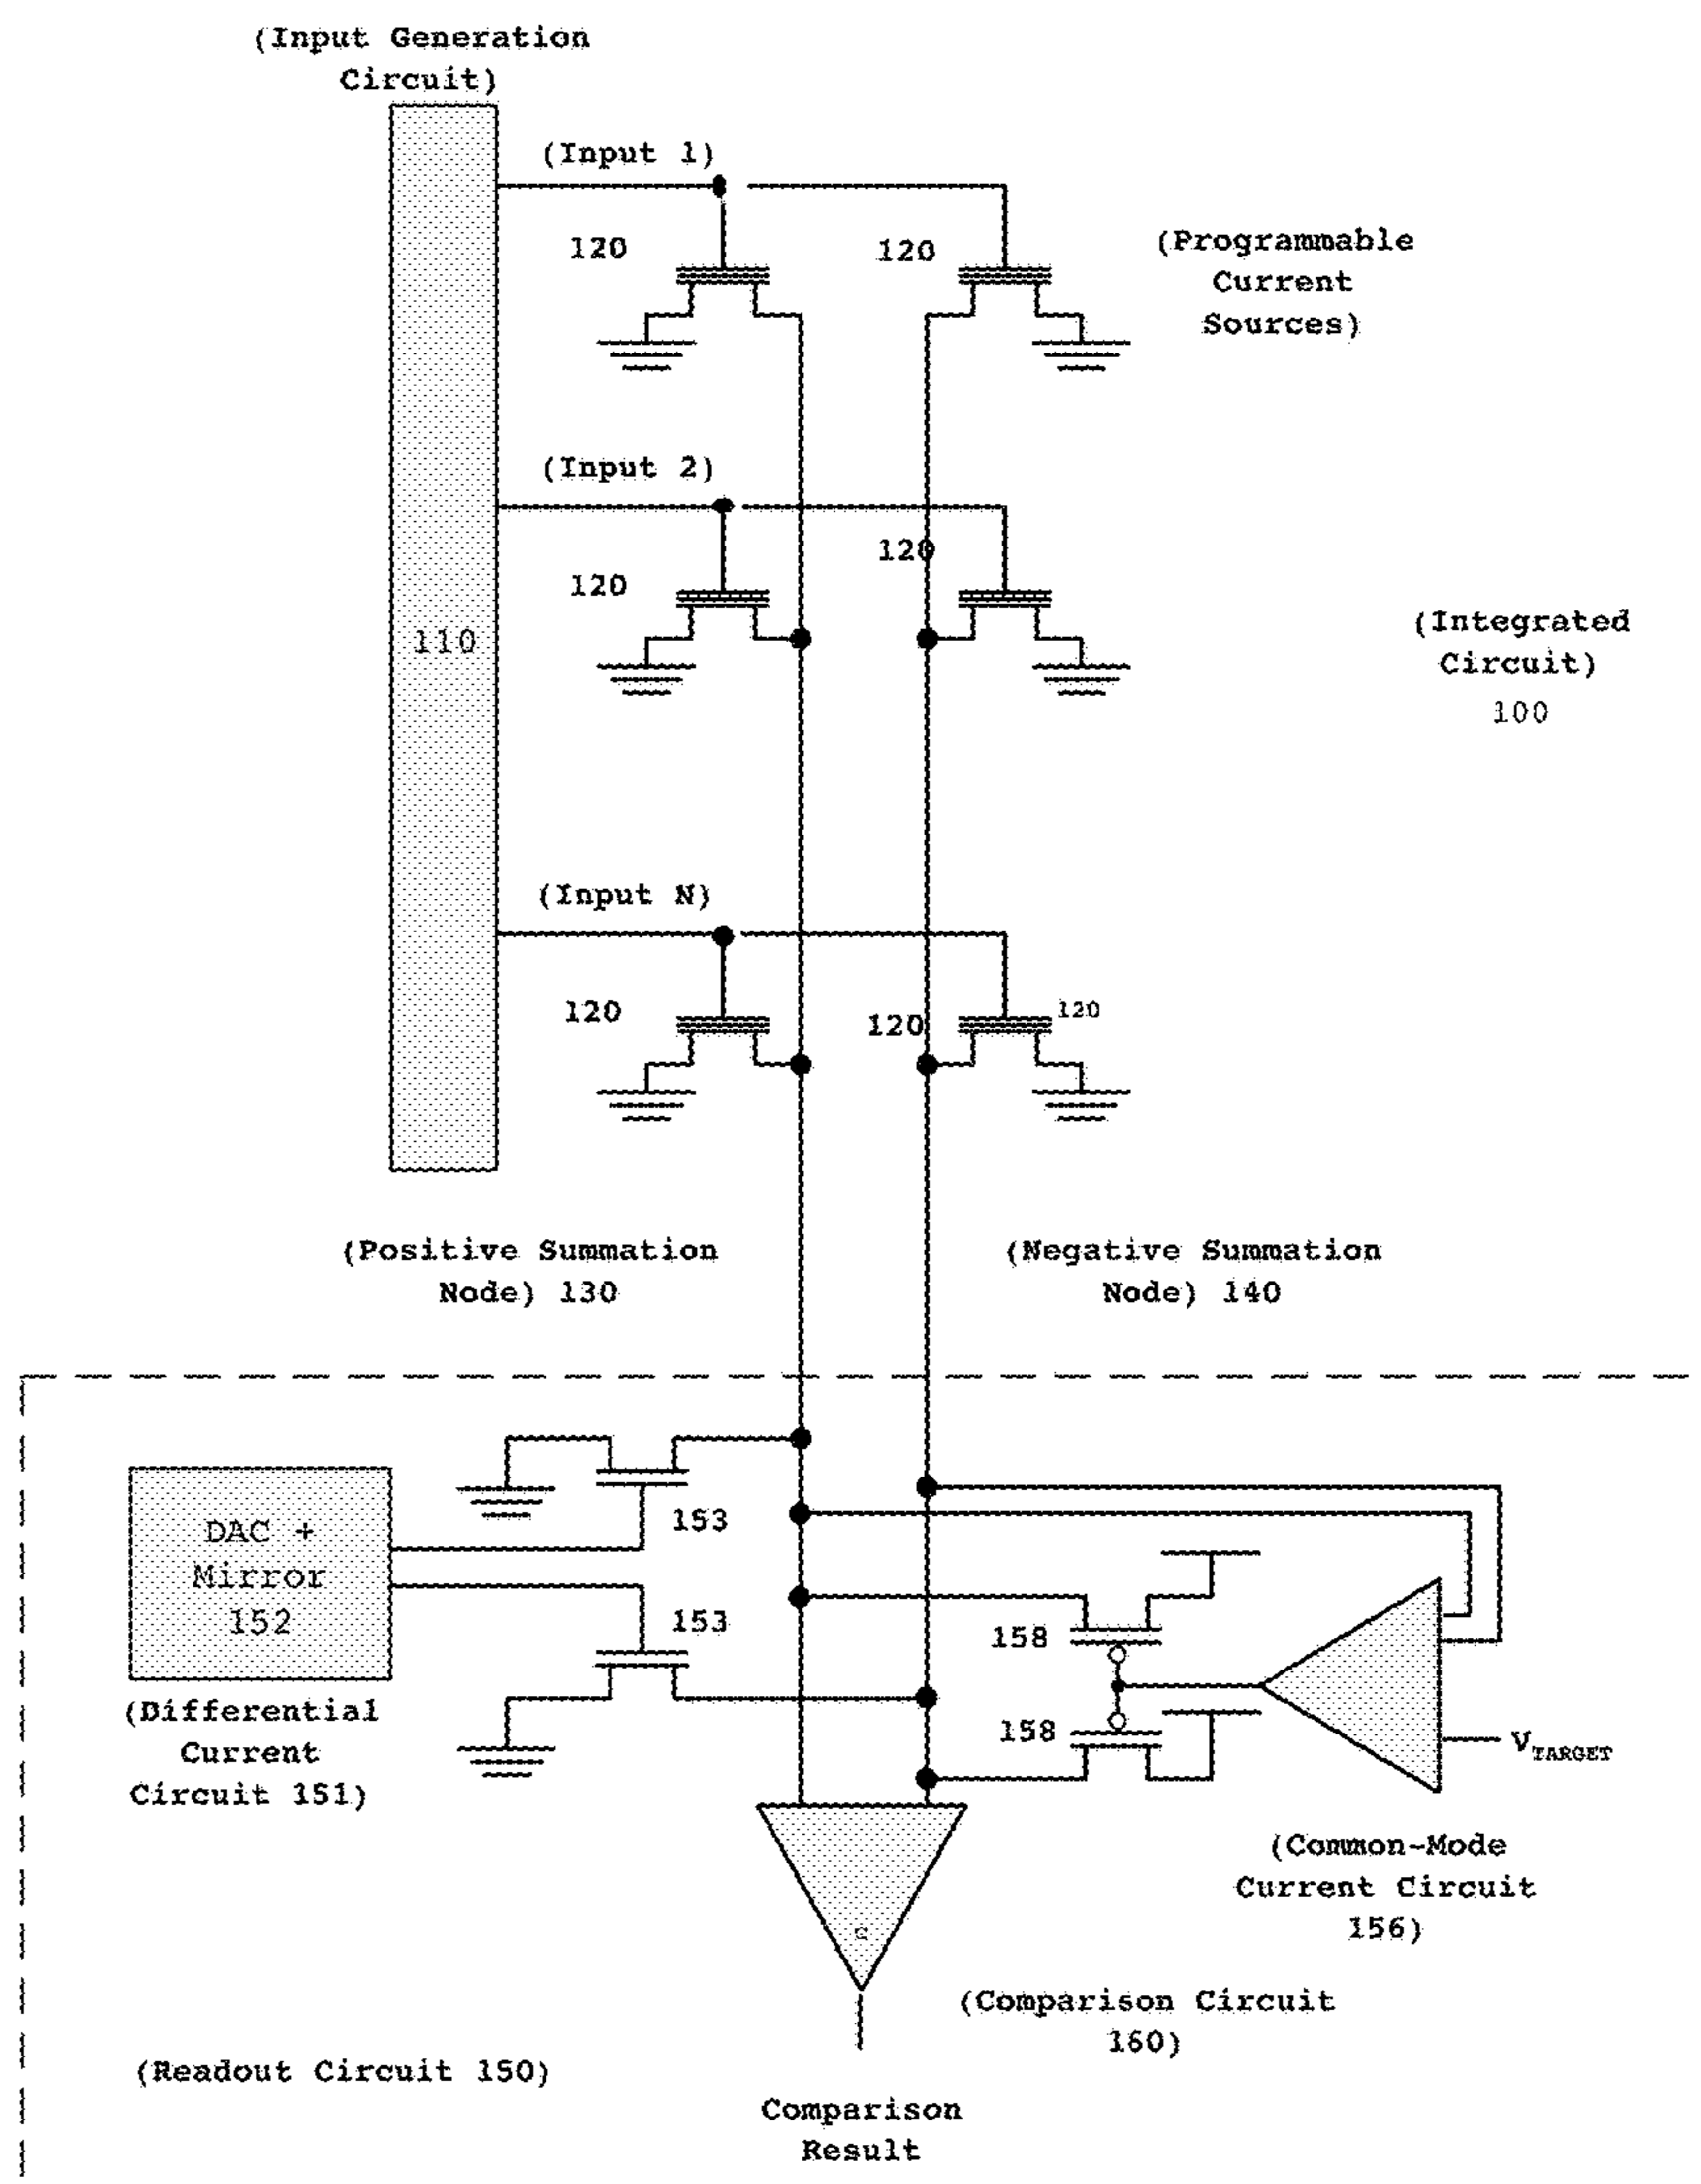 (Input Generation
Circuit)
(Input 1)
120
120
(Programmable
Current
Sources)
(Input 2)
120
120
110
(Integrated
Circuit)
100
(Input N)
120
120
120
(Positive Summation
Node) 130
(Negative Summation
Node) 140
DAC +
Mirror
152
153
153
158
158
VTARGET
(Differential
Current
Circuit 151)
(Common-Mode
Current Circuit
156)
c
(Comparison Circuit
160)
(Readout Circuit 150)
Comparison
Result